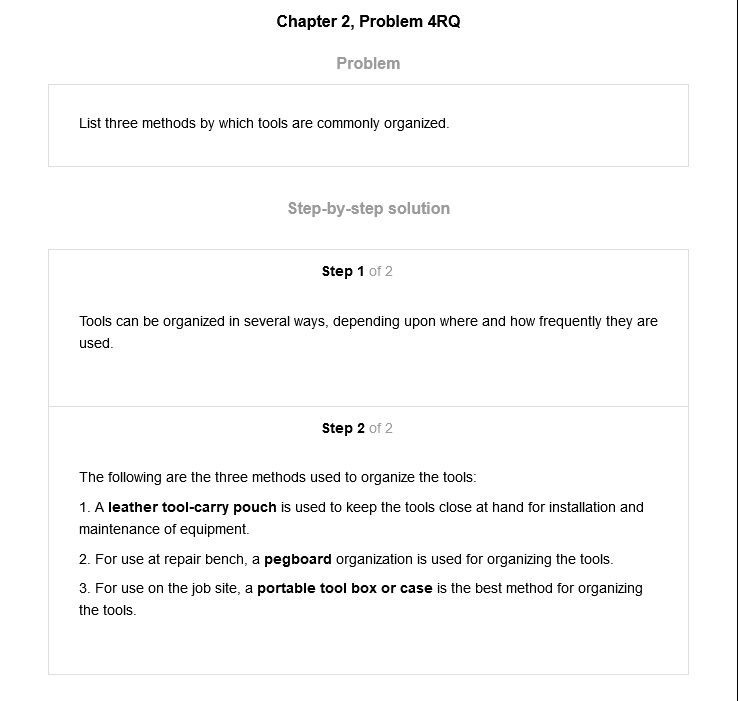 Chapter 2, Problem 4RQ
Problem
List three methods by which tools are commonly organized.
Step-by-step solution
Step 1 of 2
Tools can be organized in several ways, depending upon where and how frequently they are
used.
Step 2 of 2
The following are the three methods used to organize the tools:
1. A leather tool-carry pouch is used to keep the tools close at hand for installation and
maintenance of equipment.
2. For use at repair bench, a pegboard organization is used for organizing the tools.
3. For use on the job site, a portable tool box or case is the best method for organizing
the tools.